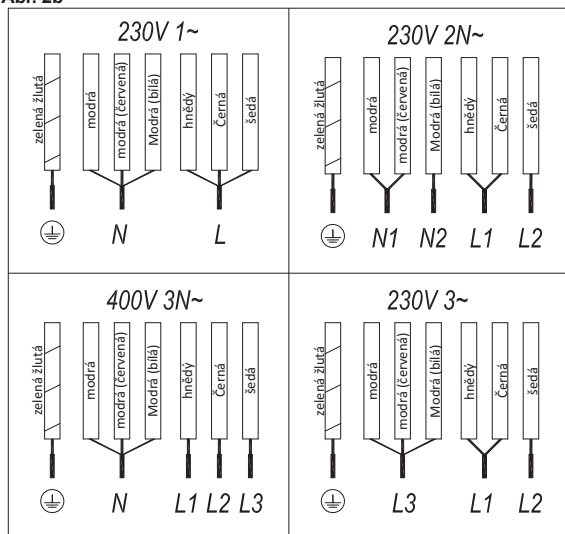 230V 1~
zelená žlutá
modrá
modrá (červená)
Modrá (bílá)
hnědý
Černá
šedá
N
L
230V 2N~
zelená žlutá
modrá
modrá (červená)
Modrá (bílá)
hnědý
Černá
šedá
N1 N2 L1 L2
400V 3N~
zelená žlutá
modrá
modrá (červená)
Modrá (bílá)
hnědý
Černá
šedá
N
L1 L2 L3
230V 3~
zelená žlutá
modrá
modrá (červená)
Modrá (bílá)
hnědý
Černá
šedá
L3 L1 L2